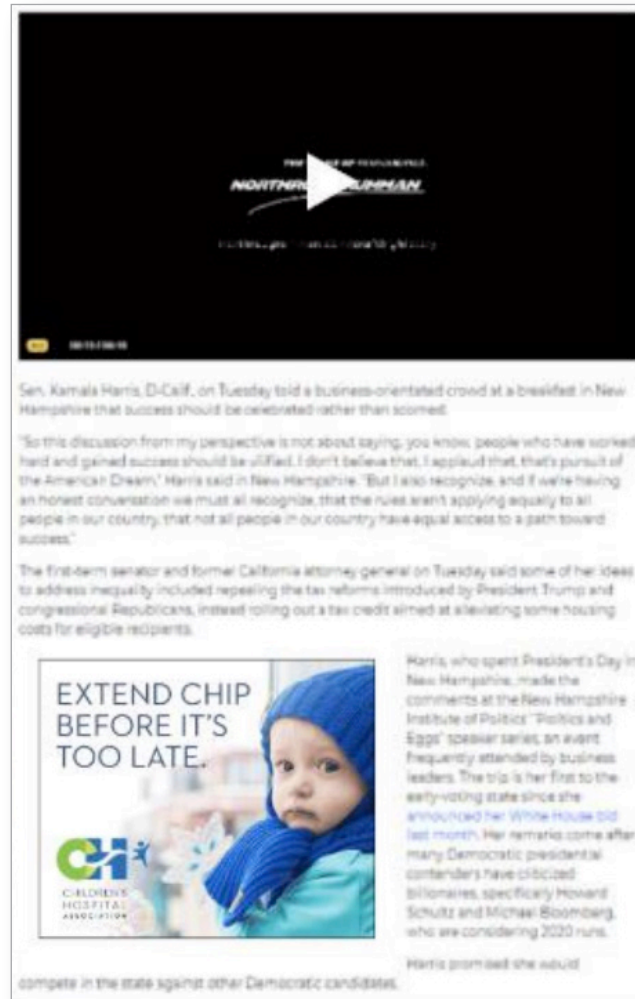 NORTHROP GRUMMAN
Sen. Kamala Harris, D-Calif., on Tuesday told a business-orientated crowd at a breakfast in New
Hampshire that success should be celebrated rather than scorned.
"So this discussion from my perspective is not about saying, you know, people who have worked
hard and gained success should be vilified. I don't believe that, I applaud that, that's pursuit of
the American Dream," Harris said in New Hampshire. "But I also recognize, and if we're having
an honest conversation we must all recognize, that the rules aren't applying equally to all
people in our country, that not all people in our country have equal access to a path toward
success."
The first-term senator and former California attorney general on Tuesday said some of her ideas
to address inequality included repealing the tax reforms introduced by President Trump and
congressional Republicans, instead rolling out a tax credit aimed at alleviating some housing
costs for eligible recipients.
EXTEND CHIP
BEFORE IT'S
TOO LATE.
CH
CHILDREN'S
HOSPITAL
ASSOCIATION
Harris, who spent President's Day in
New Hampshire, made the
comments at the New Hampshire
Institute of Politics' "Politics and
Eggs" speaker series, an event
frequently attended by business
leaders. The trip is her first to the
early-voting state since she
announced her White House bid
last month. Her remarks come after
many Democratic presidential
contenders have criticized
billionaires, specifically Howard
Schultz and Michael Bloomberg,
who are considering 2020 runs.
Harris promised she would
compete in the state against other Democratic candidates.